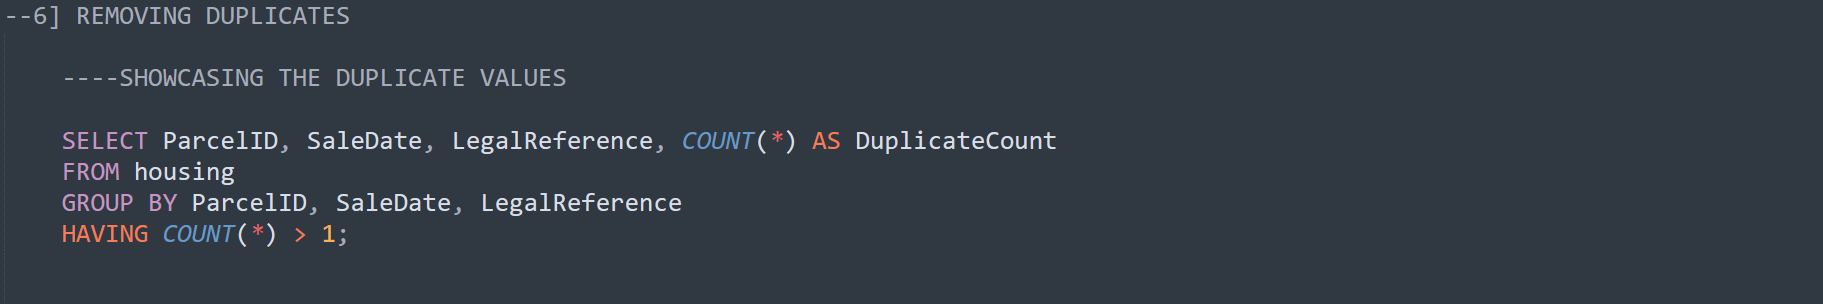 --6] REMOVING DUPLICATES
----SHOWCASING THE DUPLICATE VALUES
SELECT ParcelID, SaleDate, LegalReference, COUNT(*) AS DuplicateCount
FROM housing
GROUP BY ParcelID, SaleDate, LegalReference
HAVING COUNT(*) > 1;